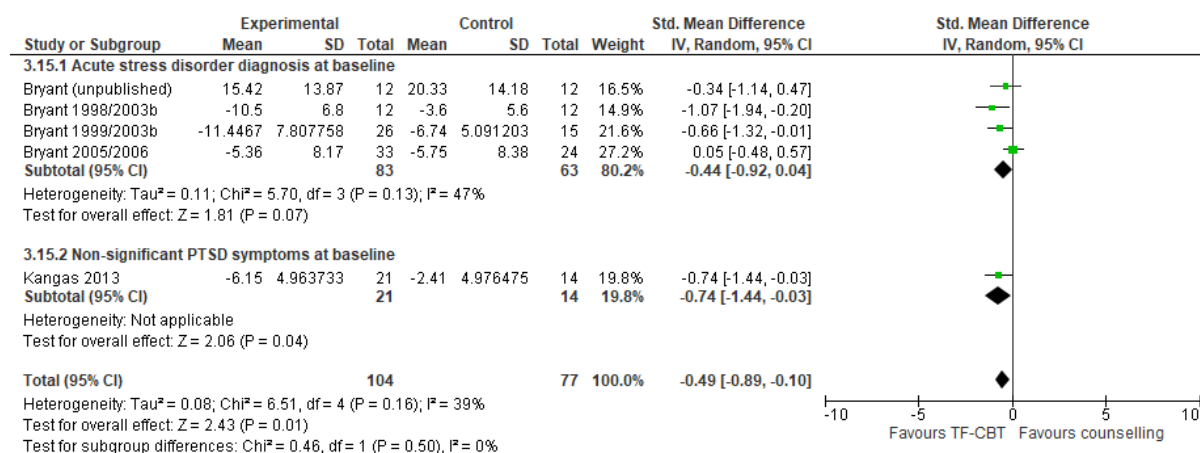 Experimental Control Std. Mean Difference Std. Mean Difference
Study or Subgroup Mean SD Total Mean SD Total Weight IV, Random, 95% CI IV, Random, 95% CI
3.15.1 Acute stress disorder diagnosis at baseline
Bryant (unpublished) 15.42 13.87 12 20.33 14.18 12 16.5% -0.34 [-1.14, 0.47]
Bryant 1998/2003b -10.5 6.8 12 -3.6 5.6 12 14.9% -1.07 [-1.94, -0.20]
Bryant 1999/2003b -11.4467 7.807758 26 -6.74 5.091203 15 21.6% -0.66 [-1.32, -0.01]
Bryant 2005/2006 -5.36 8.17 33 -5.75 8.38 24 27.2% 0.05 [-0.48, 0.57]
Subtotal (95% CI) 83 63 80.2% -0.44 [-0.92, 0.04]
Heterogeneity: Tau² = 0.11; Chi² = 5.70, df = 3 (P = 0.13); I² = 47%
Test for overall effect: Z = 1.81 (P = 0.07)
3.15.2 Non-significant PTSD symptoms at baseline
Kangas 2013 -6.15 4.963733 21 -2.41 4.976475 14 19.8% -0.74 [-1.44, -0.03]
Subtotal (95% CI) 21 14 19.8% -0.74 [-1.44, -0.03]
Heterogeneity: Not applicable
Test for overall effect: Z = 2.06 (P = 0.04)
Total (95% CI) 104 77 100.0% -0.49 [-0.89, -0.10]
Heterogeneity: Tau² = 0.08; Chi² = 6.51, df = 4 (P = 0.16); I² = 39%
Test for overall effect: Z = 2.43 (P = 0.01)
Test for subgroup differences: Chi² = 0.46, df = 1 (P = 0.50), I² = 0%
-10 -5 0 5 10
Favours TF-CBT Favours counselling